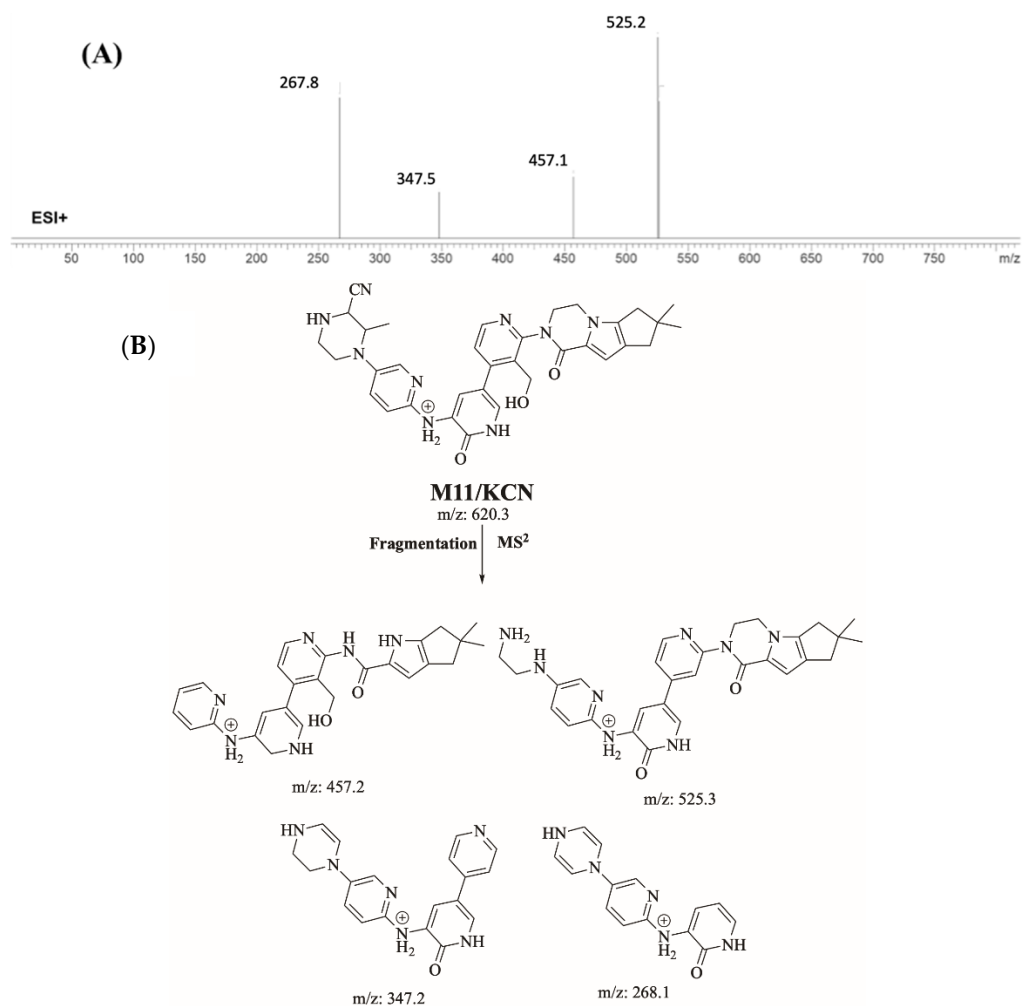 (A)
525.2
267.8
457.1
347.5
ESI+
50 100 150 200 250 300 350 400 450 500 550 600 650 700 750 m/z
(B)
CN
HN
N
N
N
N
N
O
HO
N
⊕
N
H2
NH
O
M11/KCN
m/z: 620.3
Fragmentation MS2
N
H
N
O
H
N
HO
N
⊕
N
H2
NH
m/z: 457.2
NH2
H
N
N
N
N
O
N
⊕
N
H2
NH
O
m/z: 525.3
HN
N
N
N
⊕
N
H2
NH
O
m/z: 347.2
HN
N
N
⊕
N
H2
NH
O
m/z: 268.1